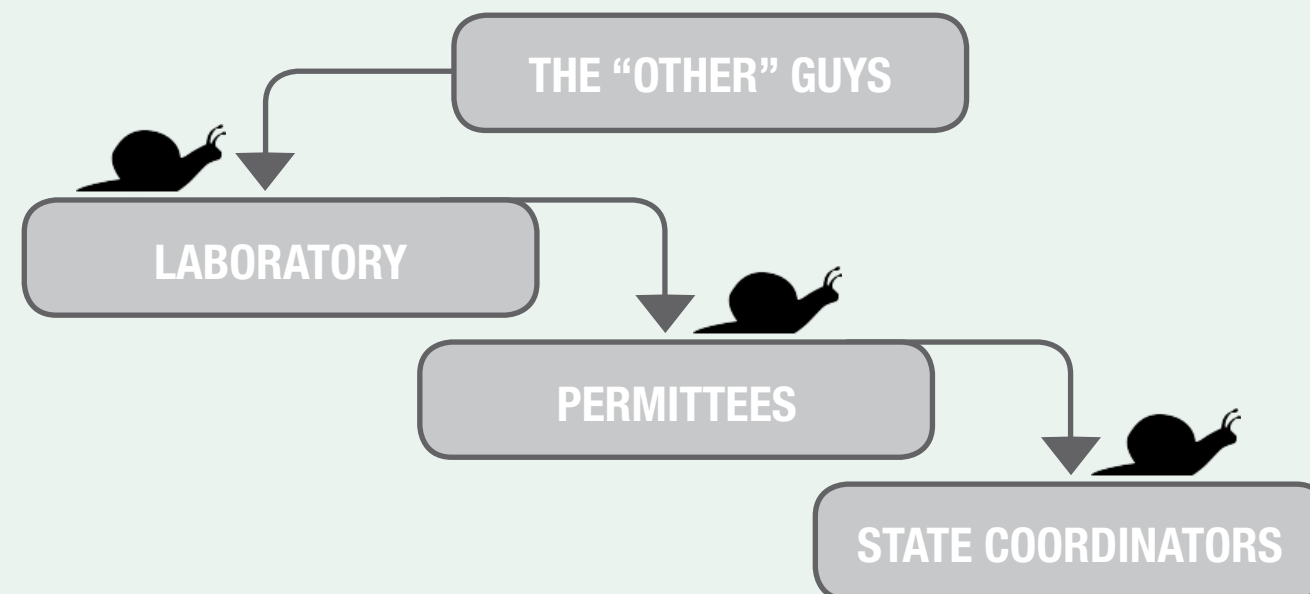 THE “OTHER” GUYS
LABORATORY
PERMITTEES
STATE COORDINATORS